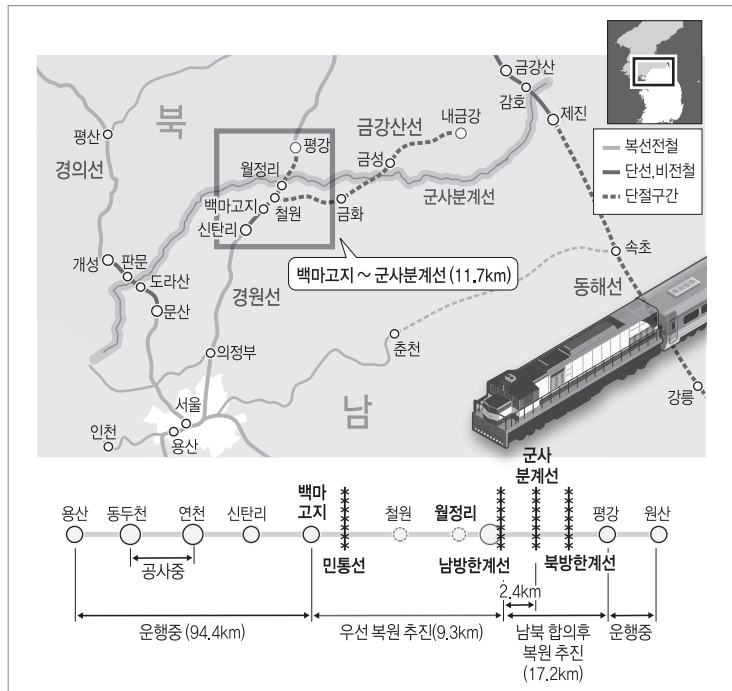 북
남
평산
경의선
개성
판문
도라산
문산
의정부
서울
용산
인천
평강
월정리
백마고지
철원
신탄리
경원선
금화
금성
금강산선
내금강
군사분계선
백마고지 ~ 군사분계선 (11.7km)
춘천
금강산
감호
제진
속초
동해선
강릉
복선전철
단선, 비전철
단절구간
용산
동두천
연천
신탄리
백마
고지
민통선
철원
월정리
남방한계선
군사
분계선
북방한계선
평강
원산
공사중
2.4km
운행중 (94.4km)
우선 복원 추진(9.3km)
남북 합의후
복원 추진
(17.2km)
운행중